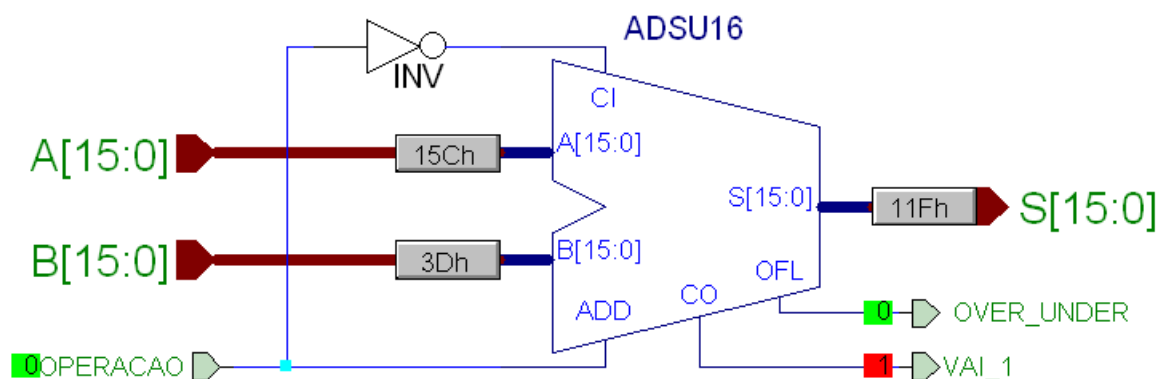 ADSU16
INV
CI
A[15:0] 15Ch A[15:0]
S[15:0] 11Fh S[15:0]
B[15:0] 3Dh B[15:0]
OFL
CO
ADD
0 OVER_UNDER
0 OPERACAO
1 VAI_1